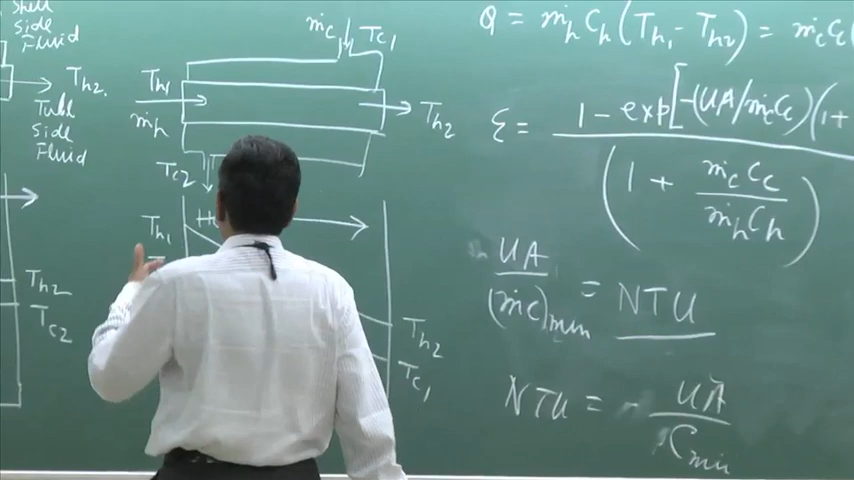 Shell
Side
Fluid
Th2.
Tube
Side
Fluid
ṁc Tc1
Th1
ṁh
Th2
Tc2
Th1
Th2
Tc2
Th2
Tc1
Q = ṁh Ch (Th1 - Th2) = ṁc Cc
ε = 1 - exp[-(UA/ṁc Cc)(1+
(1 + ṁc Cc / ṁh Ch)
UA / (ṁc)min = NTU
NTU = UA / Cmin